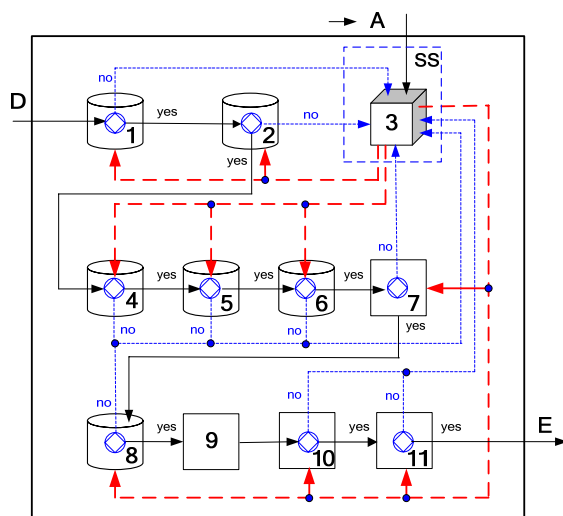 A
SS
no
D
yes
no
3
1
2
yes
yes
yes
yes
no
4
5
6
7
no
no
no
yes
no
no
yes
yes
yes
E
8
9
10
11